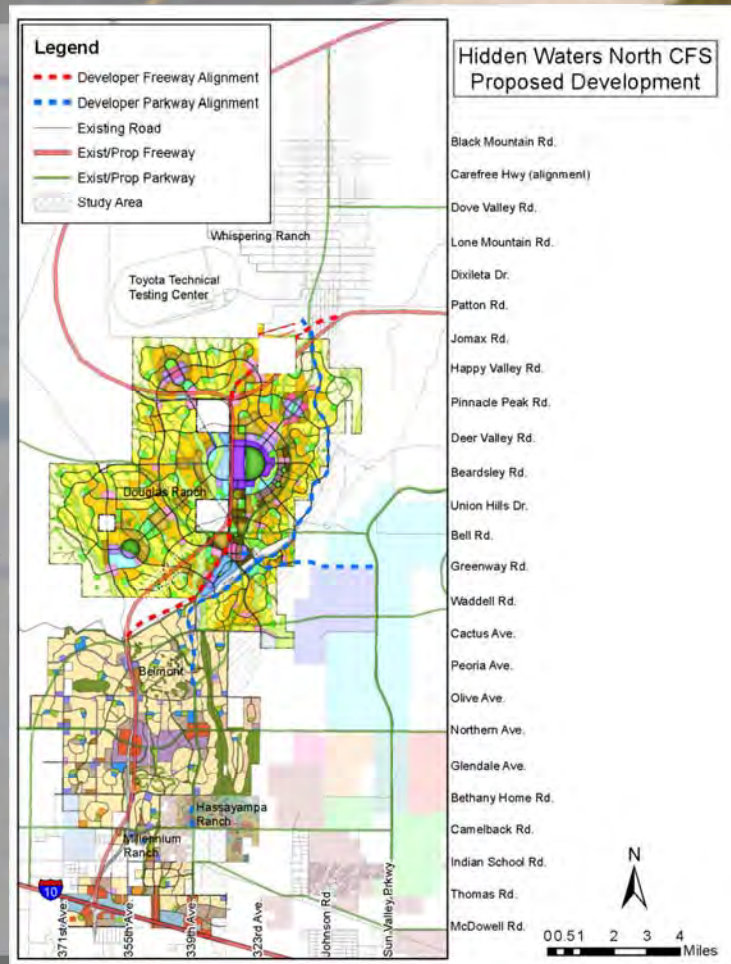 Legend
Developer Freeway Alignment
Developer Parkway Alignment
Existing Road
Exist/Prop Freeway
Exist/Prop Parkway
Study Area
Hidden Waters North CFS
Proposed Development
Black Mountain Rd.
Carefree Hwy (alignment)
Dove Valley Rd.
Lone Mountain Rd.
Dixileta Dr.
Patton Rd.
Jomax Rd.
Happy Valley Rd.
Pinnacle Peak Rd.
Deer Valley Rd.
Beardsley Rd.
Union Hills Dr.
Bell Rd.
Greenway Rd.
Waddell Rd.
Cactus Ave.
Peoria Ave.
Olive Ave.
Northern Ave.
Glendale Ave.
Bethany Home Rd.
Camelback Rd.
Indian School Rd.
Thomas Rd.
McDowell Rd.
Whispering Ranch
Toyota Technical
Testing Center
Douglas Ranch
Belmont
Hassayampa
Ranch
Millennium
Ranch
10
371st Ave.
355th Ave.
339th Ave.
323rd Ave.
Johnson Rd
Sun Valley Prkwy
N
0 0.5 1 2 3 4
Miles